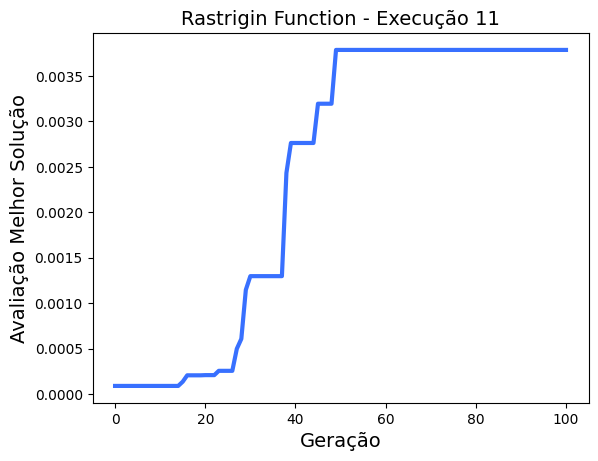 Rastrigin Function - Execução 11
Avaliação Melhor Solução
0.0035
0.0030
0.0025
0.0020
0.0015
0.0010
0.0005
0.0000
0 20 40 60 80 100
Geração